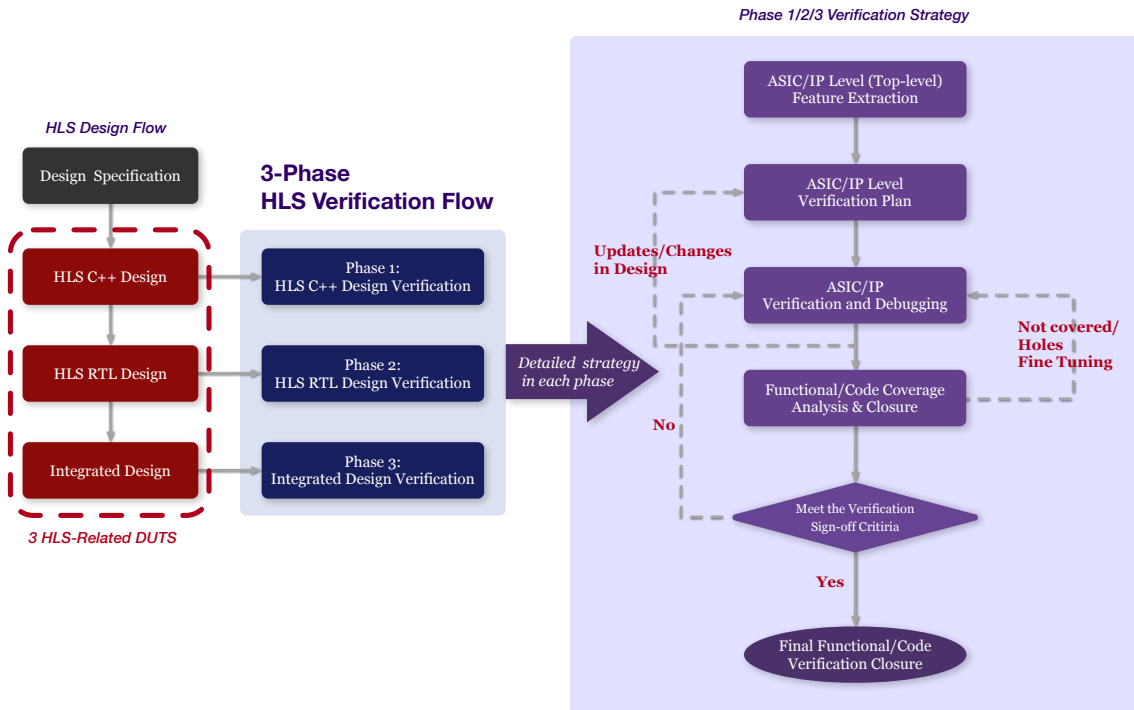 Phase 1/2/3 Verification Strategy
HLS Design Flow
Design Specification
HLS C++ Design
HLS RTL Design
Integrated Design
3 HLS-Related DUTS
3-Phase
HLS Verification Flow
Phase 1:
HLS C++ Design Verification
Phase 2:
HLS RTL Design Verification
Phase 3:
Integrated Design Verification
Detailed strategy
in each phase
ASIC/IP Level (Top-level)
Feature Extraction
ASIC/IP Level
Verification Plan
Updates/Changes
in Design
ASIC/IP
Verification and Debugging
Not covered/
Holes
Fine Tuning
Functional/Code Coverage
Analysis & Closure
No
Meet the Verification
Sign-off Critiria
Yes
Final Functional/Code
Verification Closure